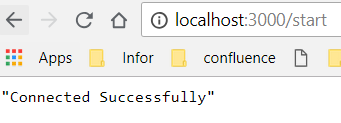 localhost:3000/start
Apps Infor confluence
"Connected Successfully"